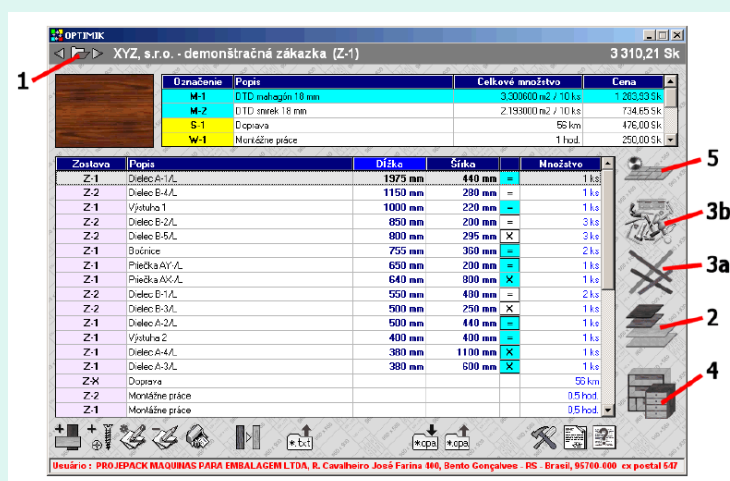 OPTIMIK
XYZ, s.r.o. - demonštračná zákazka (Z-1) 3 310,21 Sk
1
Označenie Popis Celkové množstvo Cena
M-1 DTD mahagón 18 mm 3,300600 m2 / 10 ks 1 283,93 Sk
M-2 DTD smrek 18 mm 2,193000 m2 / 10 ks 734,65 Sk
S-1 Doprava 56 km 476,00 Sk
W-1 Montážne práce 1 hod. 250,00 Sk
Zostava Popis Dĺžka Šírka Množstvo
Z-1 Dielec A-1/L 1975 mm 440 mm = 1 ks
Z-2 Dielec B-4/L 1150 mm 280 mm = 1 ks
Z-1 Výstuha 1 1000 mm 220 mm = 1 ks
Z-2 Dielec B-2/L 850 mm 200 mm = 3 ks
Z-2 Dielec B-5/L 800 mm 295 mm X 3 ks
Z-1 Bočnice 755 mm 360 mm = 2 ks
Z-1 Priečka AY-/L 650 mm 200 mm = 1 ks
Z-1 Priečka AX-/L 640 mm 800 mm X 1 ks
Z-2 Dielec B-1/L 550 mm 480 mm = 2 ks
Z-2 Dielec B-3/L 500 mm 250 mm X 1 ks
Z-1 Dielec A-2/L 500 mm 440 mm = 1 ks
Z-1 Výstuha 2 400 mm 400 mm = 1 ks
Z-1 Dielec A-4/L 380 mm 1100 mm X 1 ks
Z-1 Dielec A-3/L 380 mm 600 mm X 1 ks
Z-X Doprava 56 km
Z-2 Montážne práce 0,5 hod.
Z-1 Montážne práce 0,5 hod.
5
3b
3a
2
4
*.txt *.opa *.opa
Usuário : PROJEPACK MAQUINAS PARA EMBALAGEM LTDA, R. Cavalheiro José Farina 400, Bento Gonçalves - RS - Brasil, 95700-000 cx postal 547